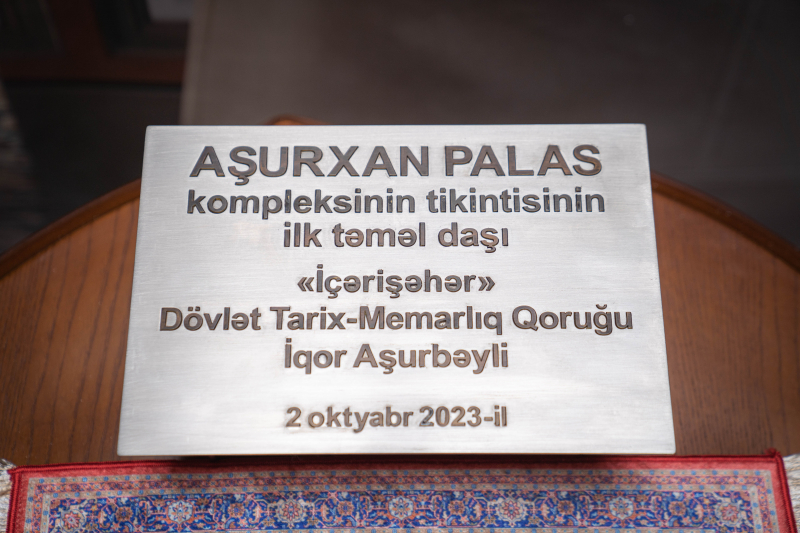 AŞURXAN PALAS
kompleksinin tikintisinin
ilk təməl daşı
«İçərişəhər»
Dövlət Tarix-Memarlıq Qoruğu
İqor Aşurbəyli
2 oktyabr 2023-il